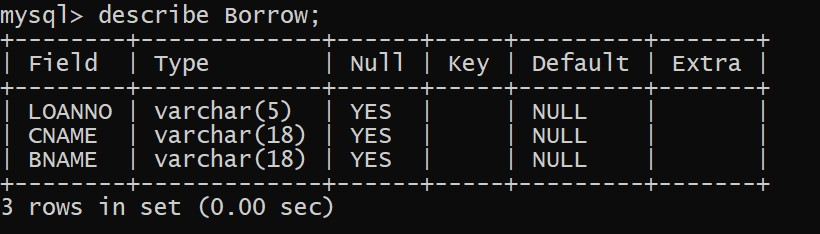 mysql> describe Borrow;
+--------+-------------+------+-----+---------+-------+
| Field  | Type        | Null | Key | Default | Extra |
+--------+-------------+------+-----+---------+-------+
| LOANNO | varchar(5)  | YES  |     | NULL    |       |
| CNAME  | varchar(18) | YES  |     | NULL    |       |
| BNAME  | varchar(18) | YES  |     | NULL    |       |
+--------+-------------+------+-----+---------+-------+
3 rows in set (0.00 sec)